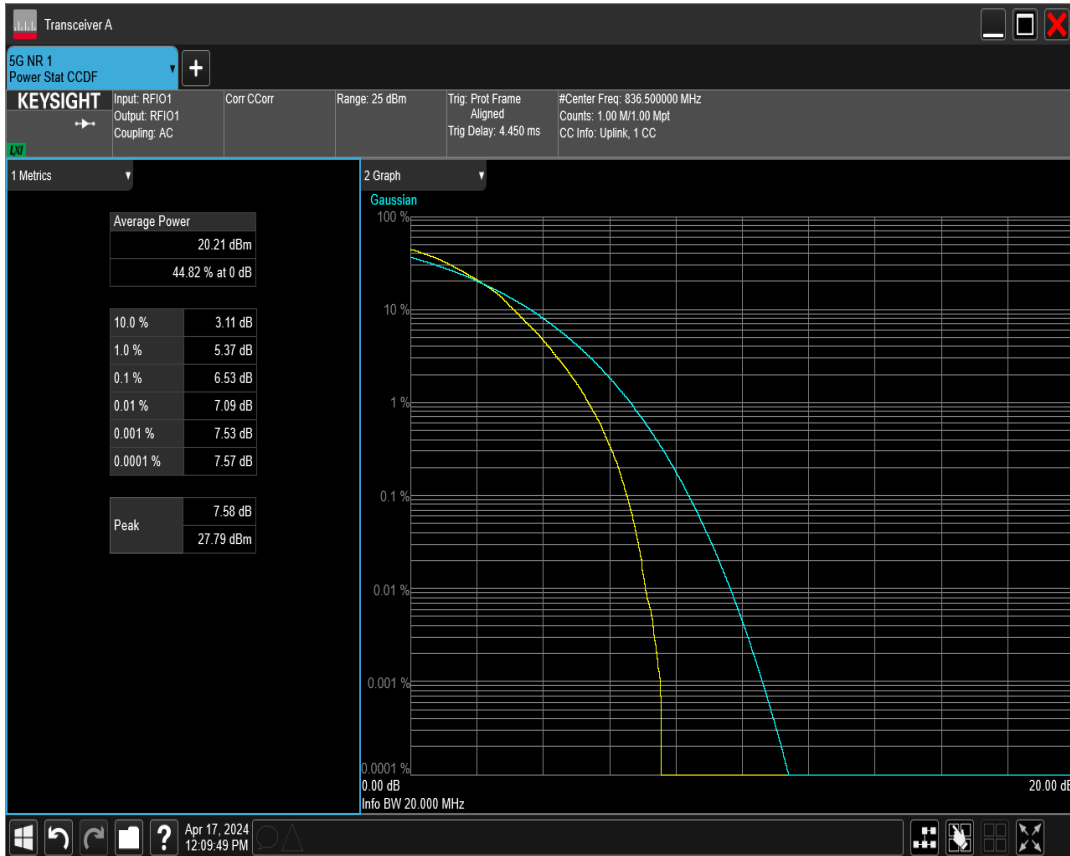 Transceiver A
5G NR 1
Power Stat CCDF
KEYSIGHT
LXI
Input: RFIO1
Output: RFIO1
Coupling: AC
Corr CCorr
Range: 25 dBm
Trig: Prot Frame
Aligned
Trig Delay: 4.450 ms
#Center Freq: 836.500000 MHz
Counts: 1.00 M/1.00 Mpt
CC Info: Uplink, 1 CC
1 Metrics
Average Power
20.21 dBm
44.82 % at 0 dB
10.0 % 3.11 dB
1.0 % 5.37 dB
0.1 % 6.53 dB
0.01 % 7.09 dB
0.001 % 7.53 dB
0.0001 % 7.57 dB
Peak 7.58 dB
27.79 dBm
2 Graph
Gaussian
100 %
10 %
1 %
0.1 %
0.01 %
0.001 %
0.0001 %
0.00 dB 20.00 dB
Info BW 20.000 MHz
? Apr 17, 2024
12:09:49 PM